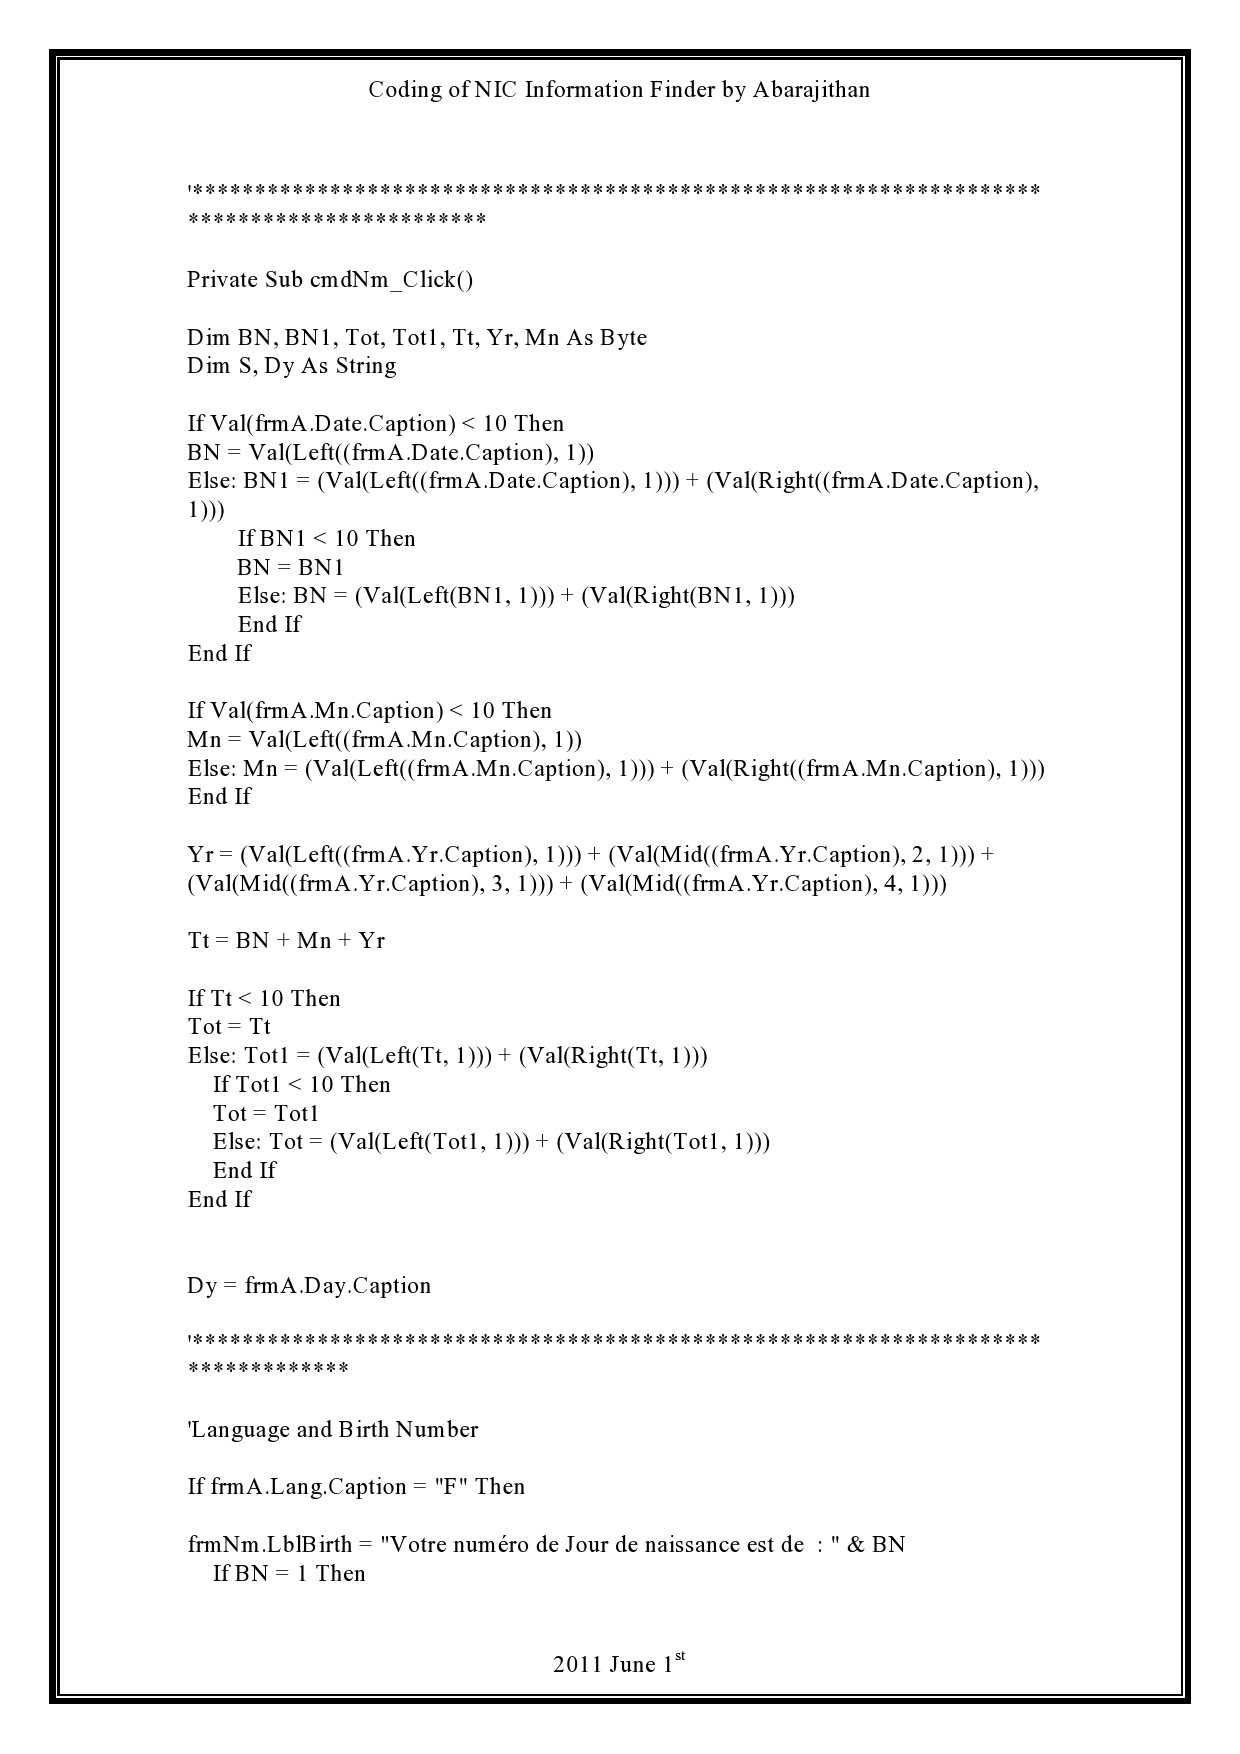 Coding of NIC Information Finder by Abarajithan
'********************************************************************
************************
Private Sub cmdNm_Click()
Dim BN, BN1, Tot, Tot1, Tt, Yr, Mn As Byte
Dim S, Dy As String
If Val(frmA.Date.Caption) < 10 Then
BN = Val(Left((frmA.Date.Caption), 1))
Else: BN1 = (Val(Left((frmA.Date.Caption), 1))) + (Val(Right((frmA.Date.Caption),
1)))
If BN1 < 10 Then
BN = BN1
Else: BN = (Val(Left(BN1, 1))) + (Val(Right(BN1, 1)))
End If
End If
If Val(frmA.Mn.Caption) < 10 Then
Mn = Val(Left((frmA.Mn.Caption), 1))
Else: Mn = (Val(Left((frmA.Mn.Caption), 1))) + (Val(Right((frmA.Mn.Caption), 1)))
End If
Yr = (Val(Left((frmA.Yr.Caption), 1))) + (Val(Mid((frmA.Yr.Caption), 2, 1))) +
(Val(Mid((frmA.Yr.Caption), 3, 1))) + (Val(Mid((frmA.Yr.Caption), 4, 1)))
Tt = BN + Mn + Yr
If Tt < 10 Then
Tot = Tt
Else: Tot1 = (Val(Left(Tt, 1))) + (Val(Right(Tt, 1)))
If Tot1 < 10 Then
Tot = Tot1
Else: Tot = (Val(Left(Tot1, 1))) + (Val(Right(Tot1, 1)))
End If
End If
Dy = frmA.Day.Caption
'********************************************************************
*************
'Language and Birth Number
If frmA.Lang.Caption = "F" Then
frmNm.LblBirth = "Votre numéro de Jour de naissance est de  : " & BN
If BN = 1 Then
2011 June 1st